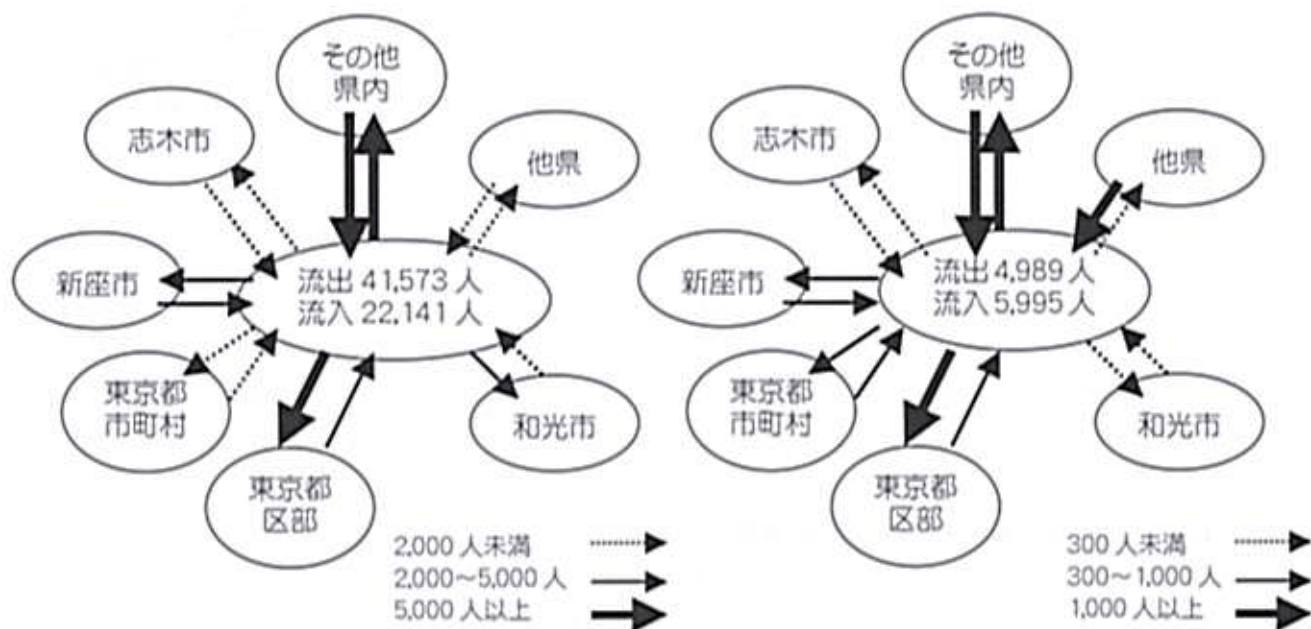 その他
県内
志木市
他県
新座市
流出 41,573 人
流入 22,141 人
東京都
市町村
和光市
東京都
区部
2,000 人未満
2,000～5,000 人
5,000 人以上
その他
県内
志木市
他県
新座市
流出 4,989 人
流入 5,995 人
東京都
市町村
和光市
東京都
区部
300 人未満
300～1,000 人
1,000 人以上